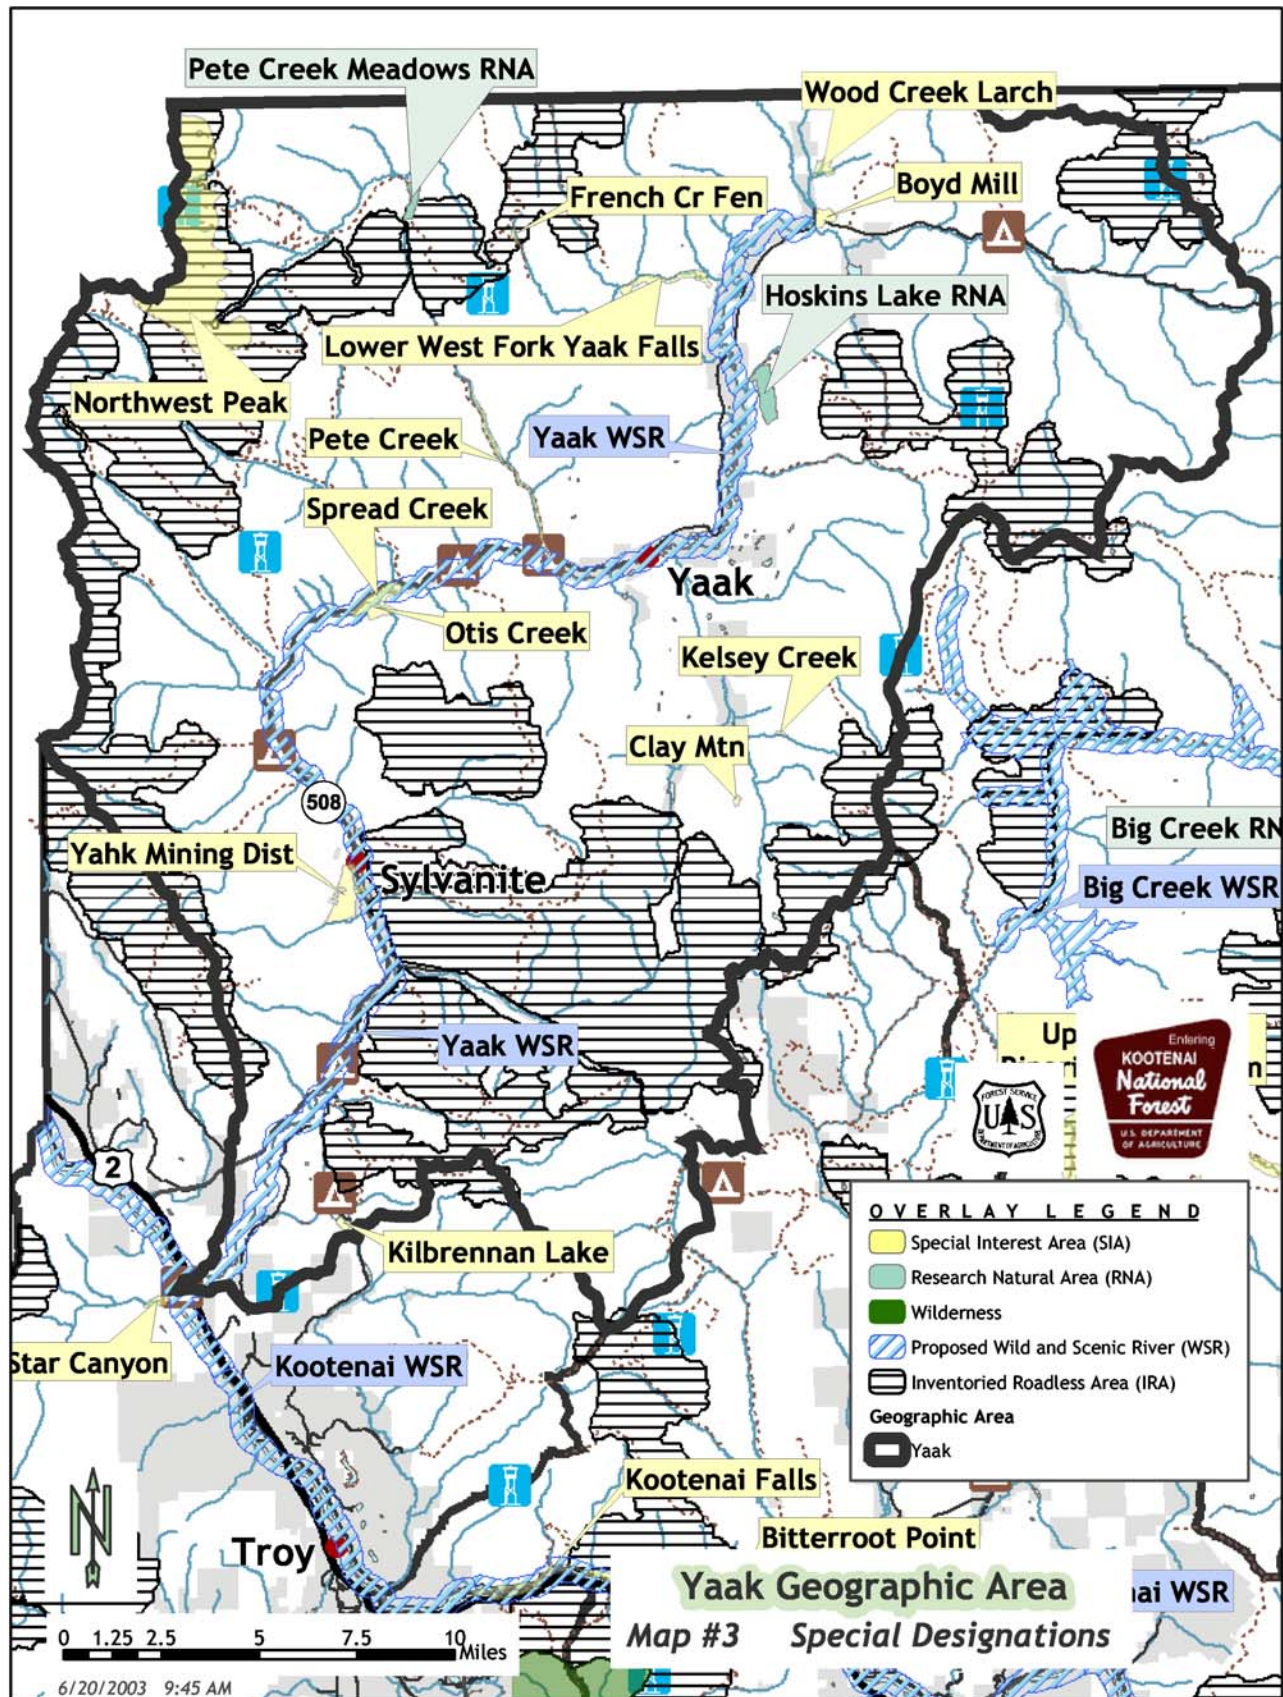 Pete Creek Meadows RNA
Wood Creek Larch
Boyd Mill
French Cr Fen
Hoskins Lake RNA
Lower West Fork Yaak Falls
Northwest Peak
Pete Creek
Yaak WSR
Spread Creek
Yaak
Otis Creek
Kelsey Creek
Clay Mtn
508
Big Creek RN
Yahk Mining Dist
Sylvanite
Big Creek WSR
Yaak WSR
Up
n
Entering
KOOTENAI
National
Forest
U.S. DEPARTMENT
OF AGRICULTURE
FOREST SERVICE
U S
DEPARTMENT OF AGRICULTURE
2
Kilbrennan Lake
Star Canyon
Kootenai WSR
OVERLAY LEGEND
Special Interest Area (SIA)
Research Natural Area (RNA)
Wilderness
Proposed Wild and Scenic River (WSR)
Inventoried Roadless Area (IRA)
Geographic Area
Yaak
Kootenai Falls
Bitterroot Point
N
Troy
Yaak Geographic Area
nai WSR
Map #3 Special Designations
0 1.25 2.5 5 7.5 10
Miles
6/20/2003 9:45 AM